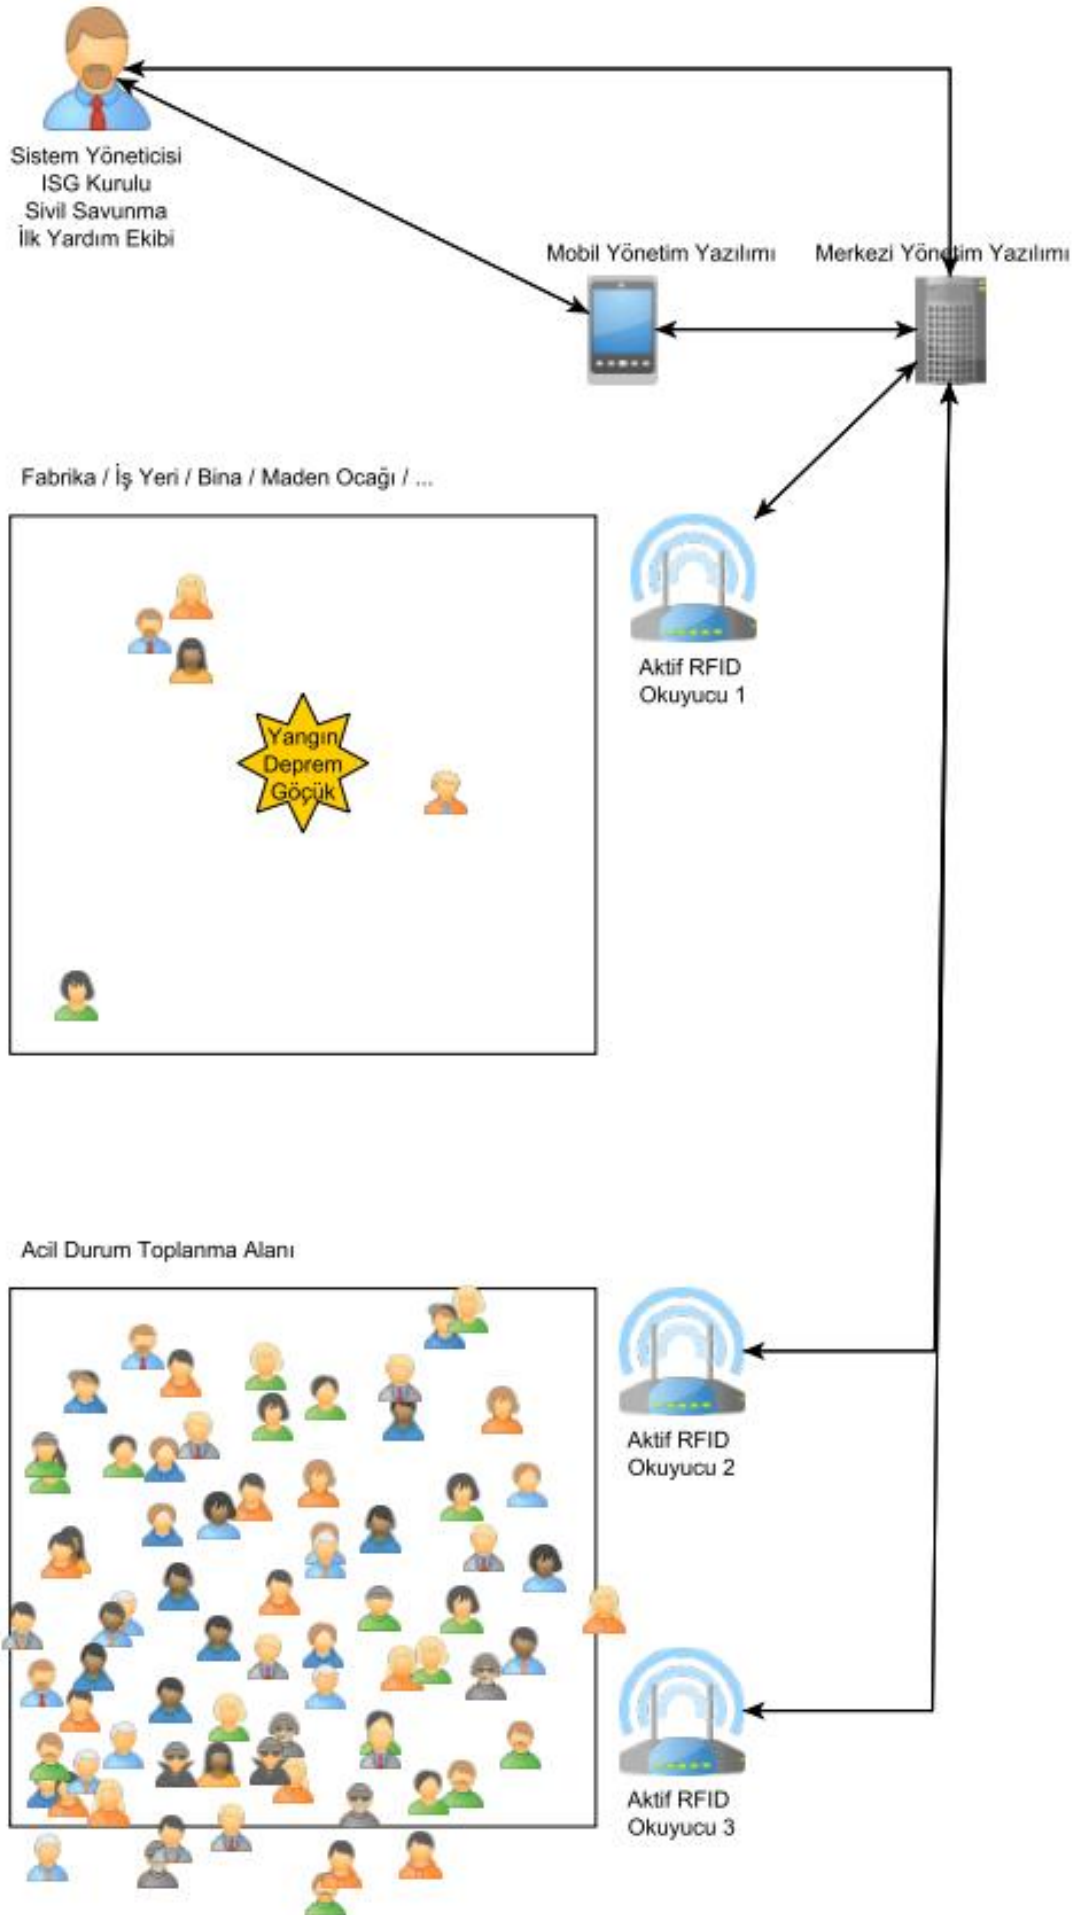 Sistem Yöneticisi
ISG Kurulu
Sivil Savunma
İlk Yardım Ekibi
Mobil Yönetim Yazılımı
Merkezi Yönetim Yazılımı
Fabrika / İş Yeri / Bina / Maden Ocağı / ...
Aktif RFID
Okuyucu 1
Yangın
Deprem
Göçük
Acil Durum Toplanma Alanı
Aktif RFID
Okuyucu 2
Aktif RFID
Okuyucu 3